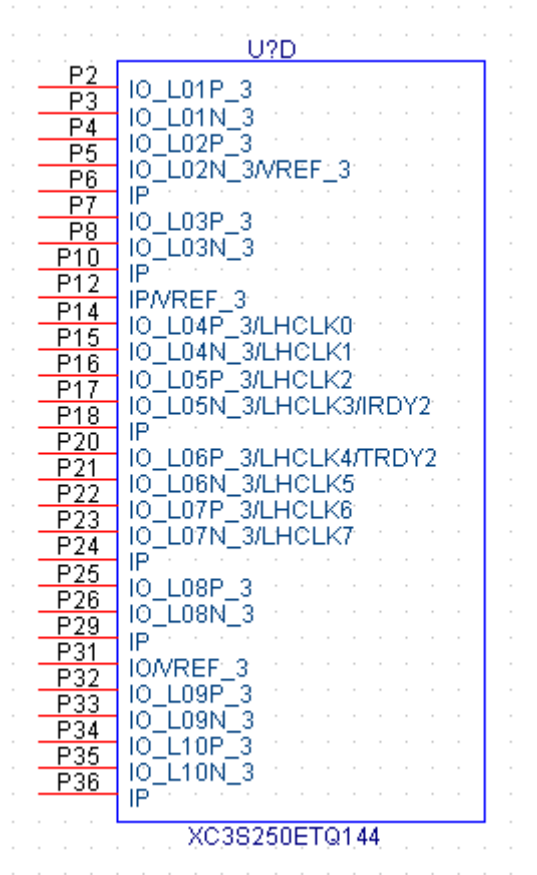 U?D
P2 IO_L01P_3
P3 IO_L01N_3
P4 IO_L02P_3
P5 IO_L02N_3/VREF_3
P6 IP
P7 IO_L03P_3
P8 IO_L03N_3
P10 IP
P12 IP/VREF_3
P14 IO_L04P_3/LHCLK0
P15 IO_L04N_3/LHCLK1
P16 IO_L05P_3/LHCLK2
P17 IO_L05N_3/LHCLK3/IRDY2
P18 IP
P20 IO_L06P_3/LHCLK4/TRDY2
P21 IO_L06N_3/LHCLK5
P22 IO_L07P_3/LHCLK6
P23 IO_L07N_3/LHCLK7
P24 IP
P25 IO_L08P_3
P26 IO_L08N_3
P29 IP
P31 IO/VREF_3
P32 IO_L09P_3
P33 IO_L09N_3
P34 IO_L10P_3
P35 IO_L10N_3
P36 IP
XC3S250ETQ144